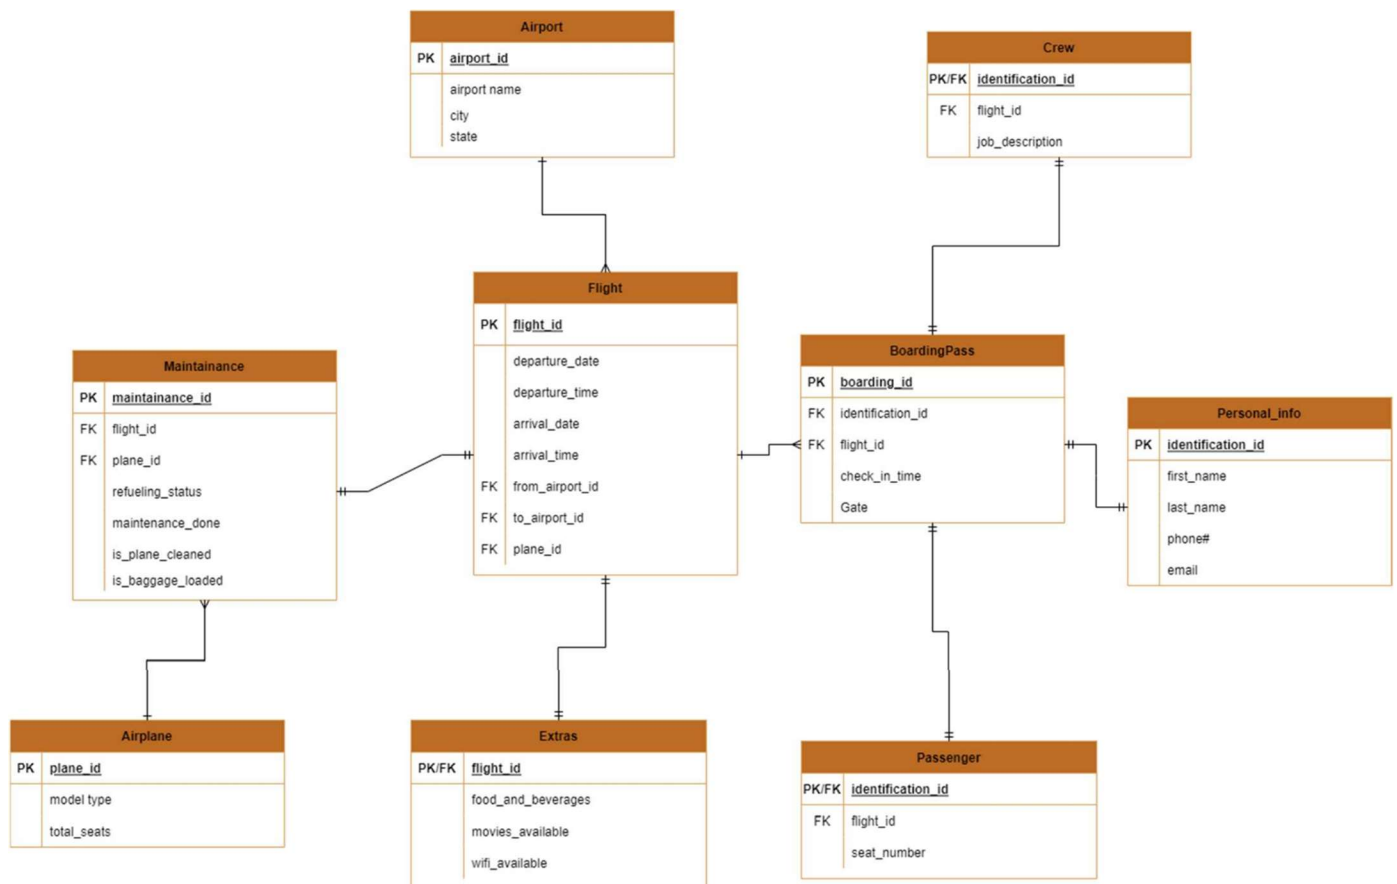 Airport
PK airport_id
airport name
city
state
Crew
PK/FK identification_id
FK flight_id
job_description
Flight
PK flight_id
departure_date
departure_time
arrival_date
arrival_time
FK from_airport_id
FK to_airport_id
FK plane_id
Maintainance
PK maintainance_id
FK flight_id
FK plane_id
refueling_status
maintenance_done
is_plane_cleaned
is_baggage_loaded
BoardingPass
PK boarding_id
FK identification_id
FK flight_id
check_in_time
Gate
Personal_info
PK identification_id
first_name
last_name
phone#
email
Airplane
PK plane_id
model type
total_seats
Extras
PK/FK flight_id
food_and_beverages
movies_available
wifi_available
Passenger
PK/FK identification_id
FK flight_id
seat_number